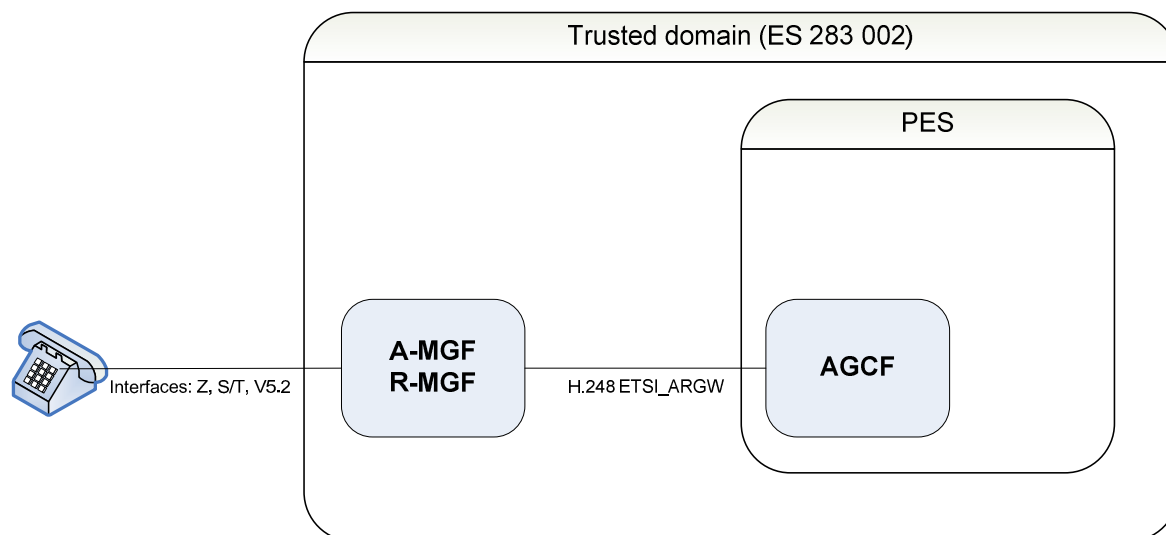 Trusted domain (ES 283 002)
PES
A-MGF
R-MGF
AGCF
Interfaces: Z, S/T, V5.2
H.248 ETSI_ARGW